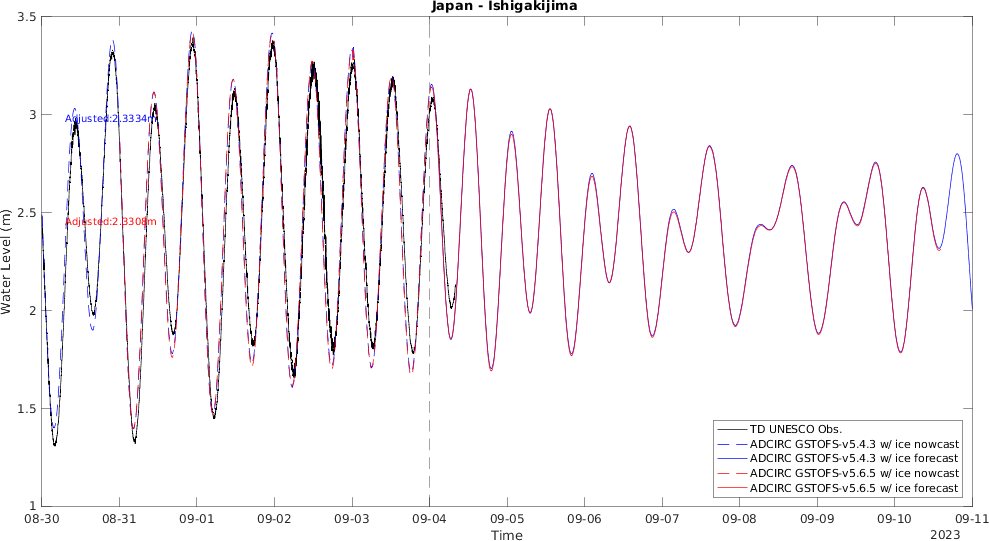 Japan - Ishigakijima
3.5
3
2.5
2
1.5
1
Water Level (m)
Adjusted:2.3334m
Adjusted:2.3308m
TD UNESCO Obs.
ADCIRC GSTOFS-v5.4.3 w/ ice nowcast
ADCIRC GSTOFS-v5.4.3 w/ ice forecast
ADCIRC GSTOFS-v5.6.5 w/ ice nowcast
ADCIRC GSTOFS-v5.6.5 w/ ice forecast
08-30 08-31 09-01 09-02 09-03 09-04 09-05 09-06 09-07 09-08 09-09 09-10 09-11
Time
2023